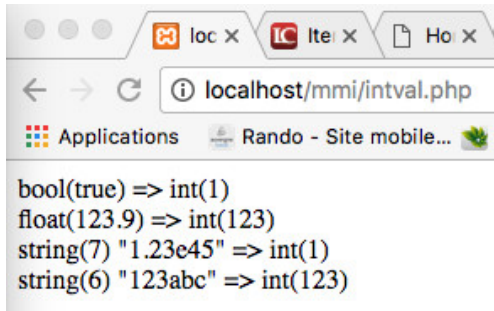 loc
Ite
Ho
localhost/mmi/intval.php
Applications
Rando - Site mobile...
bool(true) => int(1)
float(123.9) => int(123)
string(7) "1.23e45" => int(1)
string(6) "123abc" => int(123)